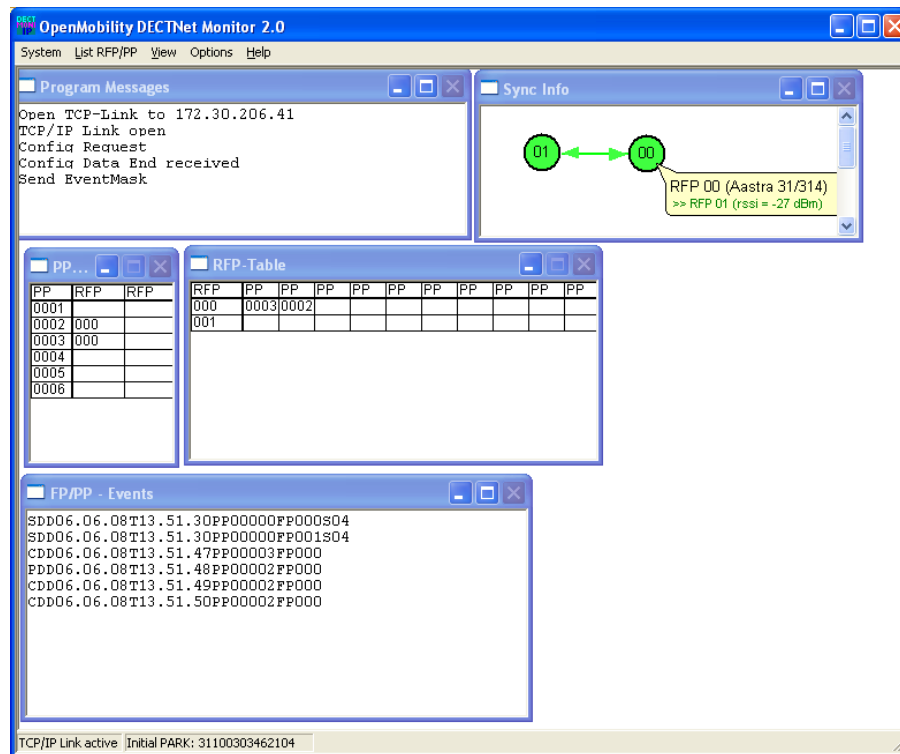 DECT
IP
OpenMobility DECTNet Monitor 2.0
System List RFP/PP View Options Help
Program Messages
Open TCP-Link to 172.30.206.41
TCP/IP Link open
Config Request
Config Data End received
Send EventMask
Sync Info
01
00
RFP 00 (Aastra 31/314)
>> RFP 01 (rssi = -27 dBm)
PP...
PP RFP RFP
0001
0002 000
0003 000
0004
0005
0006
RFP-Table
RFP PP PP PP PP PP PP PP PP PP PP
000 0003 0002
001
FP/PP - Events
SDD06.06.08T13.51.30PP00000FP000S04
SDD06.06.08T13.51.30PP00000FP001S04
CDD06.06.08T13.51.47PP00003FP000
PDD06.06.08T13.51.48PP00002FP000
CDD06.06.08T13.51.49PP00002FP000
CDD06.06.08T13.51.50PP00002FP000
TCP/IP Link active Initial PARK: 31100303462104